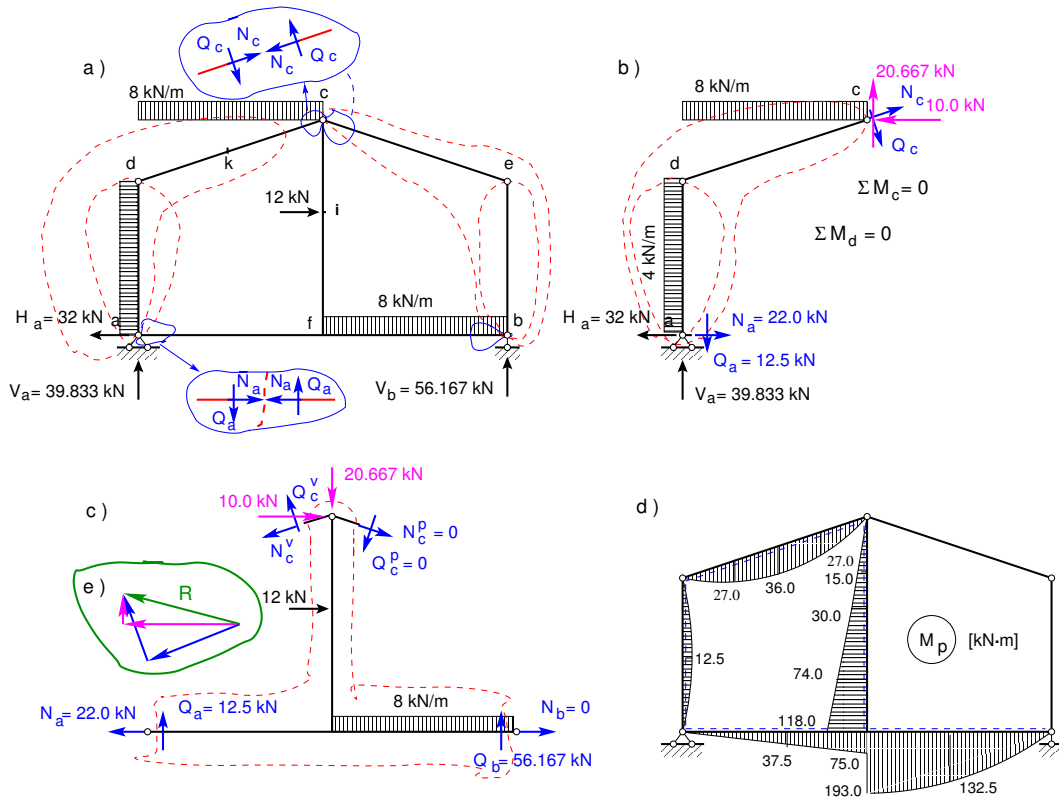 a )
Q c
N c
N c
Q c
8 kN/m
c
d
k
e
12 kN
i
8 kN/m
H a = 32 kN
a
f
b
V a = 39.833 kN
N a
N a
Q a
Q a
V b = 56.167 kN
b )
20.667 kN
8 kN/m
c
N c
10.0 kN
Q c
d
Σ M c = 0
Σ M d = 0
4 kN/m
H a = 32 kN
a
N a = 22.0 kN
Q a = 12.5 kN
V a = 39.833 kN
c )
20.667 kN
Q c v
10.0 kN
N c v
N c p = 0
Q c p = 0
e )
R
12 kN
8 kN/m
N a = 22.0 kN
Q a = 12.5 kN
N b = 0
Q b = 56.167 kN
d )
27.0
36.0
27.0
15.0
30.0
12.5
74.0
M p [kN·m]
118.0
37.5
75.0
193.0
132.5